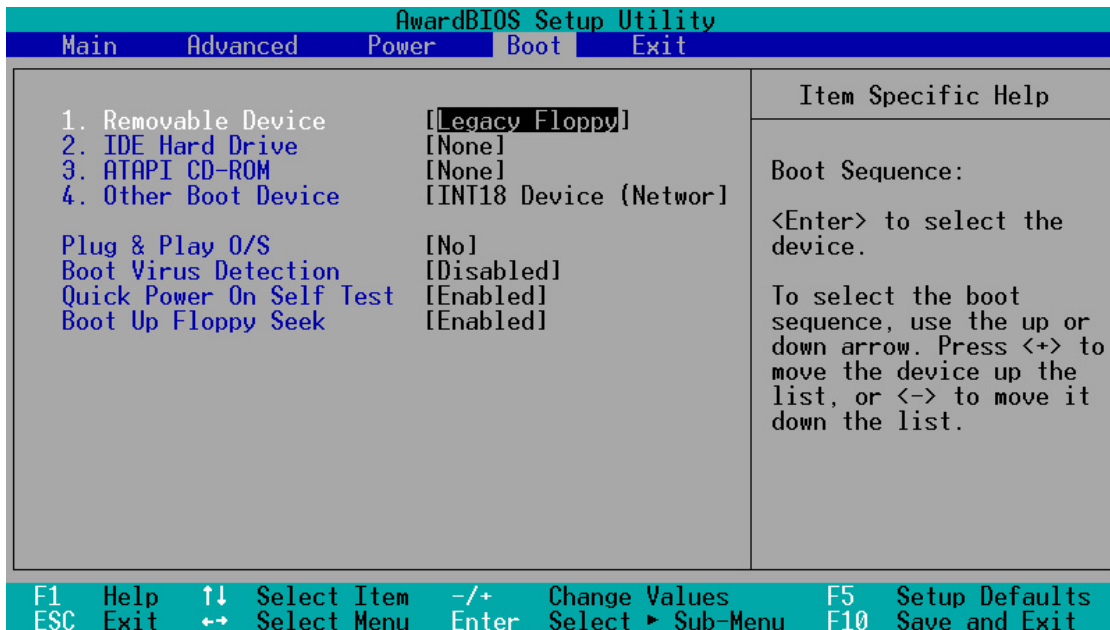 AwardBIOS Setup Utility
Main Advanced Power Boot Exit
1. Removable Device [Legacy Floppy]
2. IDE Hard Drive [None]
3. ATAPI CD-ROM [None]
4. Other Boot Device [INT18 Device (Networ]
Plug & Play O/S [No]
Boot Virus Detection [Disabled]
Quick Power On Self Test [Enabled]
Boot Up Floppy Seek [Enabled]
Item Specific Help
Boot Sequence:
<Enter> to select the
device.
To select the boot
sequence, use the up or
down arrow. Press <+> to
move the device up the
list, or <-> to move it
down the list.
F1 Help ↑↓ Select Item -/+ Change Values F5 Setup Defaults
ESC Exit ←→ Select Menu Enter Select ► Sub-Menu F10 Save and Exit